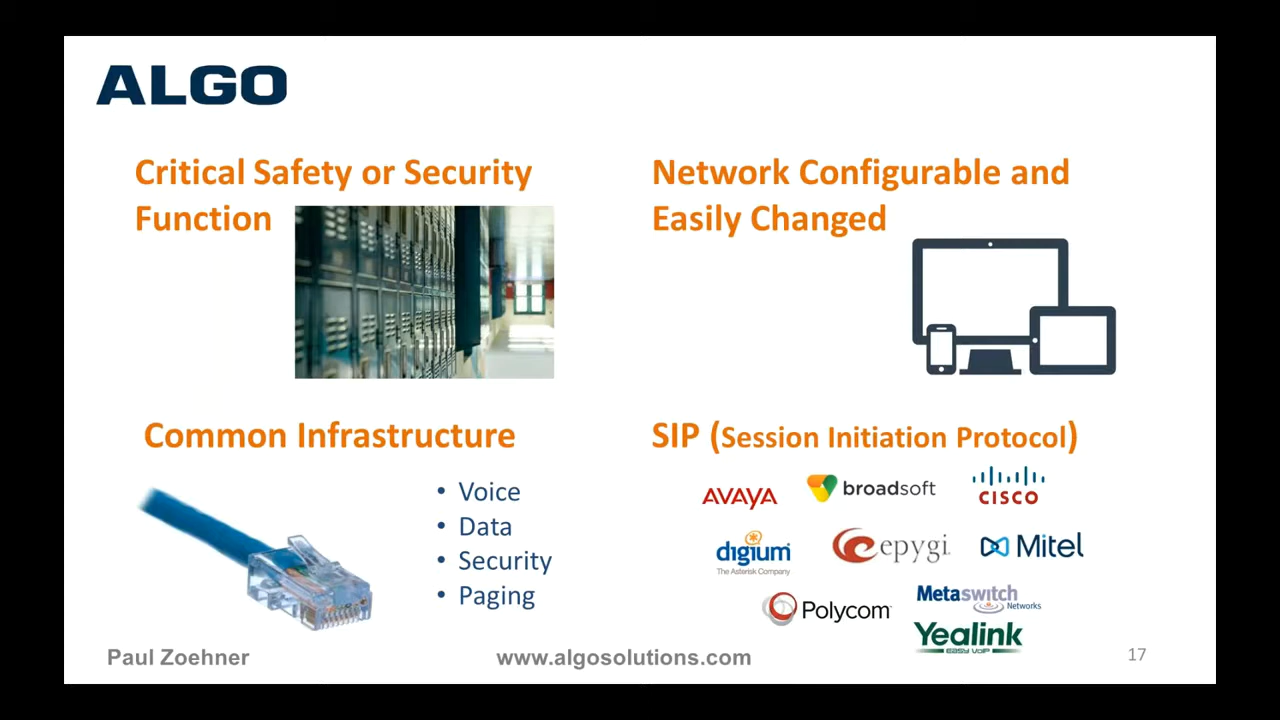 ALGO
Critical Safety or Security
Function
Network Configurable and
Easily Changed
Common Infrastructure
• Voice
• Data
• Security
• Paging
SIP (Session Initiation Protocol)
AVAYA
broadsoft
CISCO
digium
The Asterisk Company
epygi
Mitel
Polycom
Metaswitch
Networks
Yealink
EASY VoIP
Paul Zoehner
www.algosolutions.com
17